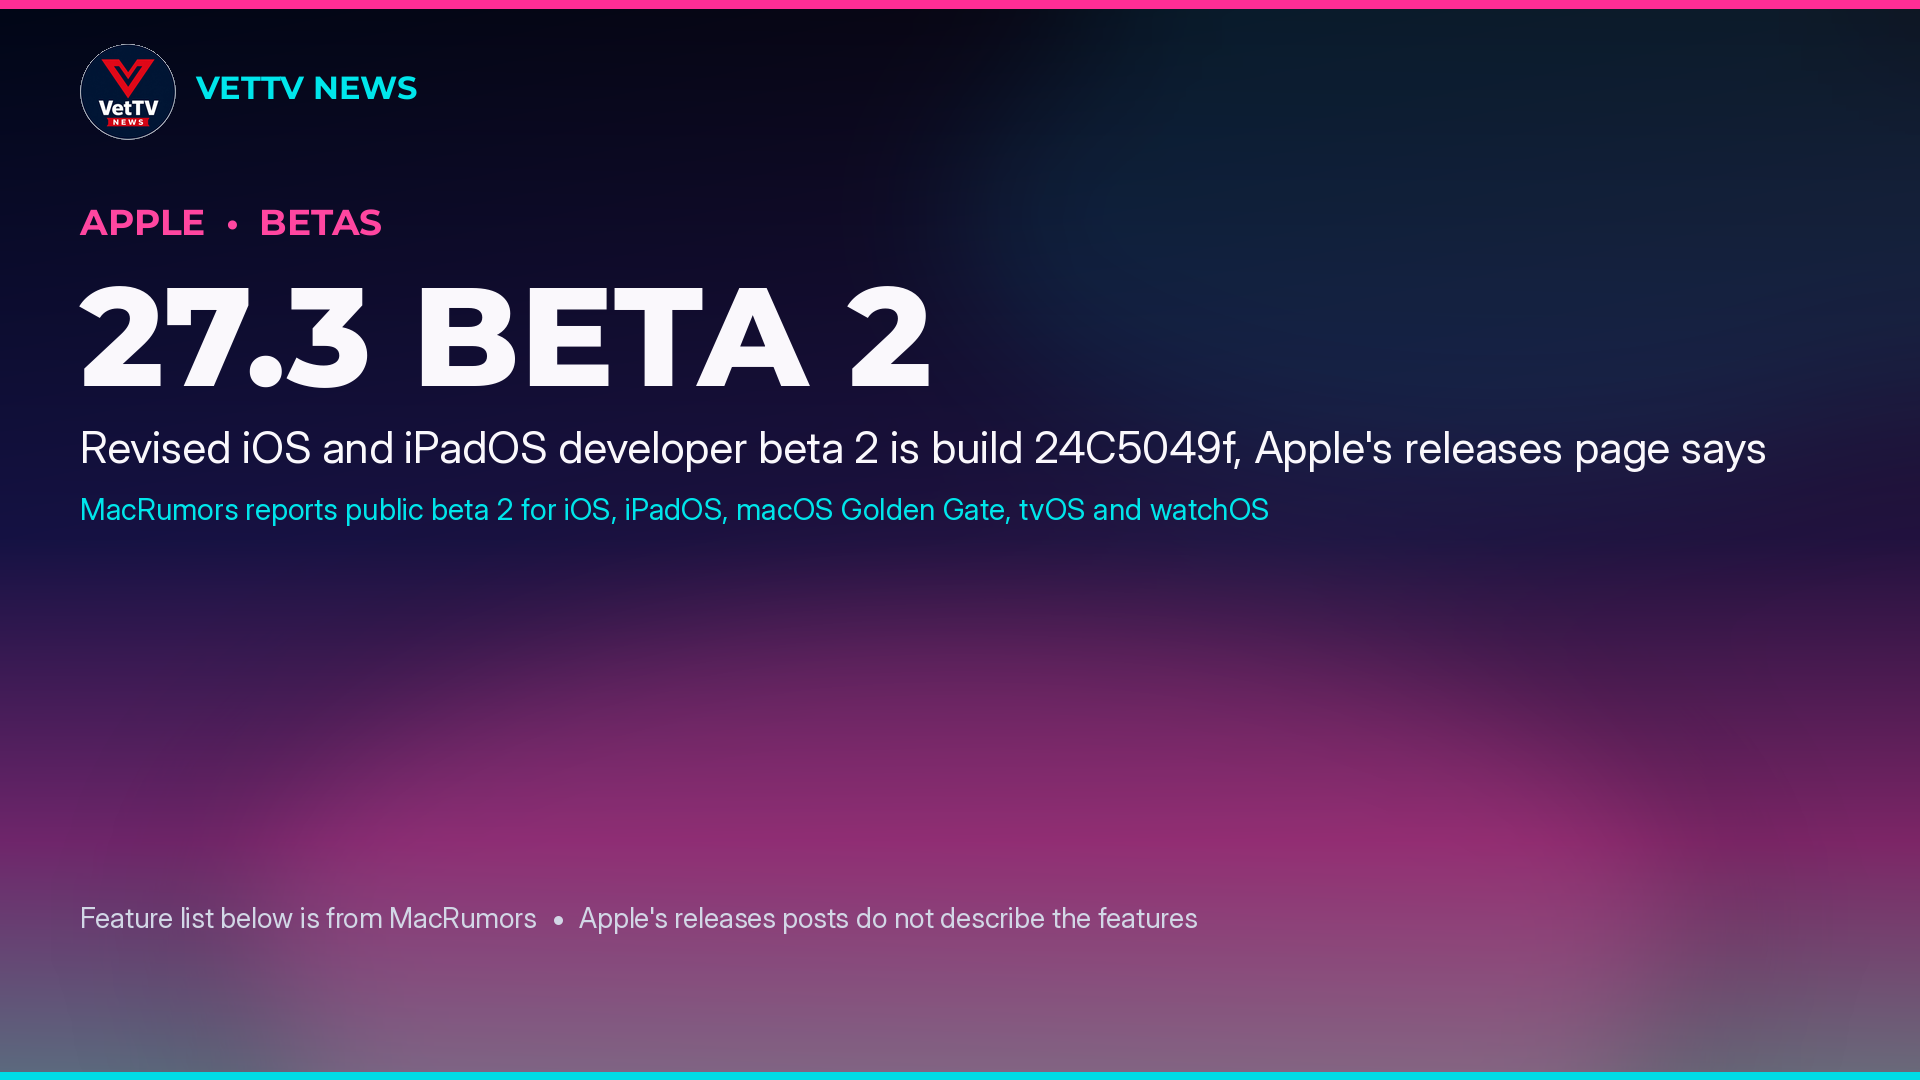 VetTV
NEWS
VETTV NEWS
APPLE • BETAS
27.3 BETA 2
Revised iOS and iPadOS developer beta 2 is build 24C5049f, Apple's releases page says
MacRumors reports public beta 2 for iOS, iPadOS, macOS Golden Gate, tvOS and watchOS
Feature list below is from MacRumors • Apple's releases posts do not describe the features